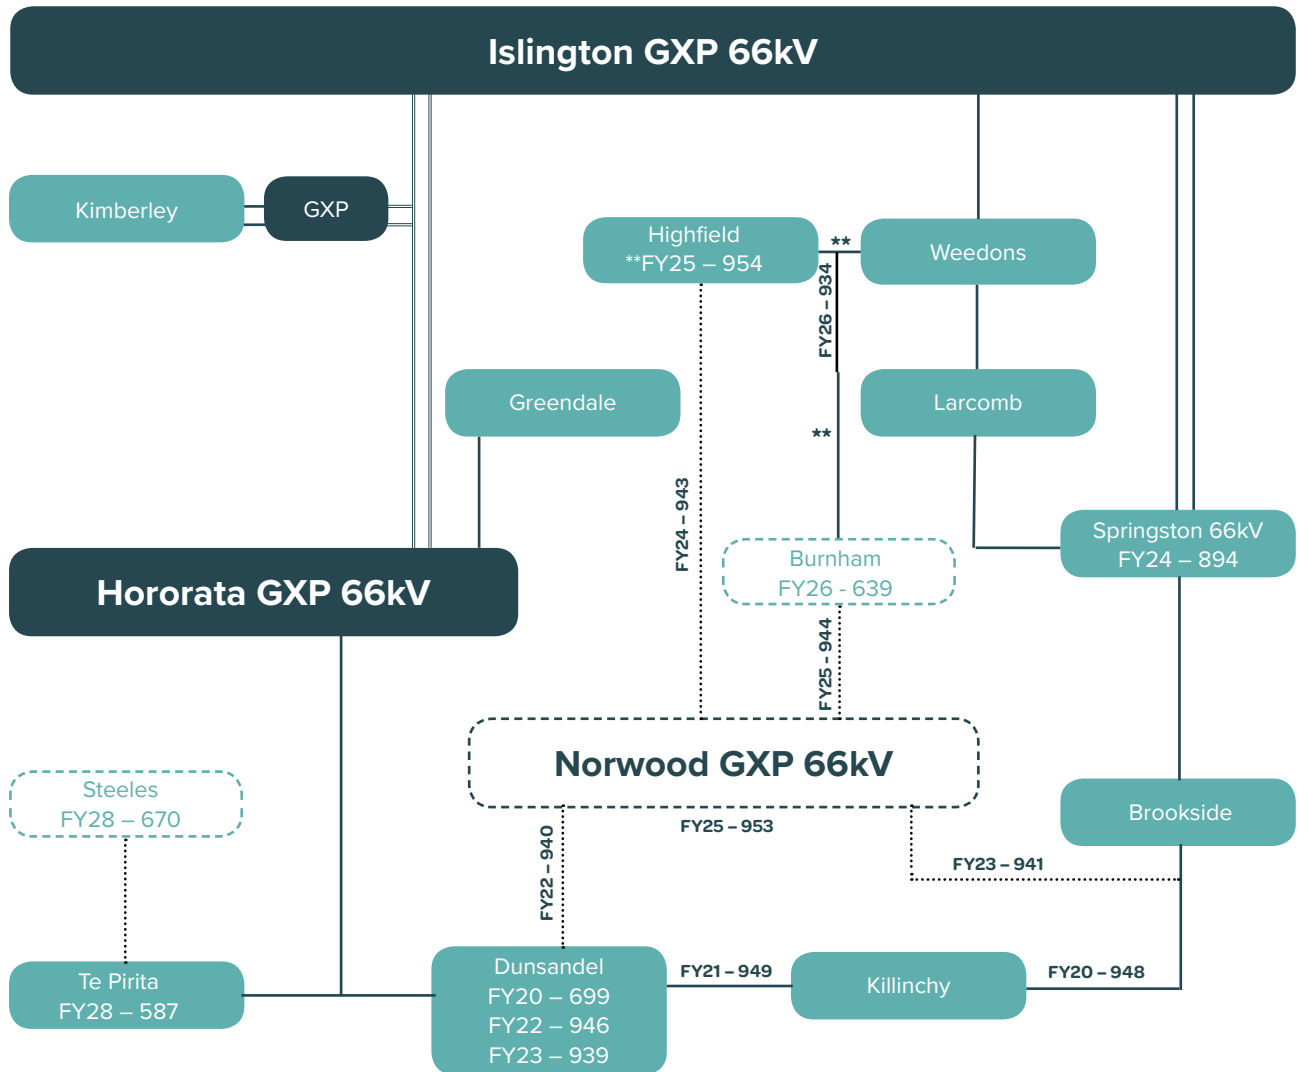 Islington GXP 66kV
Kimberley
GXP
Highfield
**FY25 – 954
**
Weedons
FY26 – 934
Greendale
Larcomb
**
FY24 – 943
Springston 66kV
FY24 – 894
Burnham
FY26 - 639
Hororata GXP 66kV
FY25 – 944
Norwood GXP 66kV
Steeles
FY28 – 670
Brookside
FY25 – 953
FY22 – 940
FY23 – 941
Te Pirita
FY28 – 587
Dunsandel
FY20 – 699
FY22 – 946
FY23 – 939
FY21 – 949
Killinchy
FY20 – 948